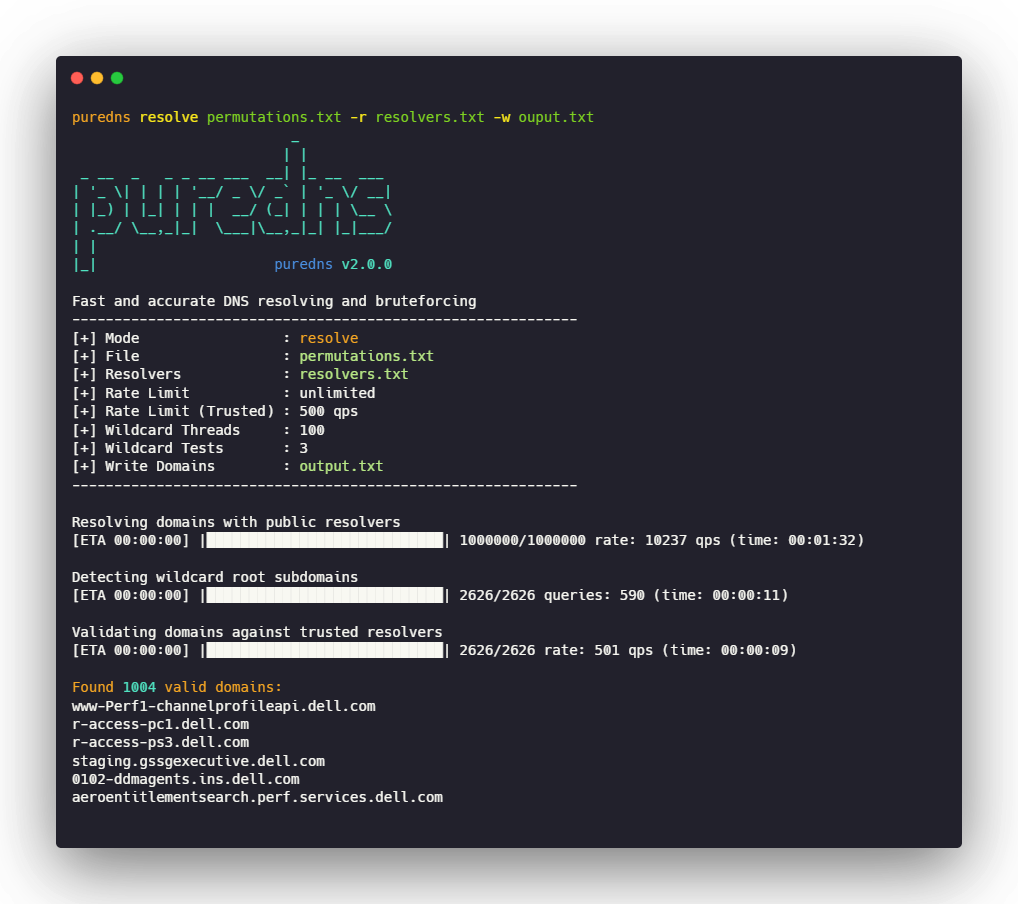 puredns resolve permutations.txt -r resolvers.txt -w ouput.txt
                          _
                         | |
 _ __  _   _ _ __ ___  __| |_ __  ___
| '_ \| | | | '__/ _ \/ _` | '_ \/ __|
| |_) | |_| | | |  __/ (_| | | | \__ \
| .__/ \__,_|_|  \___|\__,_|_| |_|___/
| |
|_|                     puredns v2.0.0
Fast and accurate DNS resolving and bruteforcing
------------------------------------------------------------
[+] Mode                 : resolve
[+] File                 : permutations.txt
[+] Resolvers            : resolvers.txt
[+] Rate Limit           : unlimited
[+] Rate Limit (Trusted) : 500 qps
[+] Wildcard Threads     : 100
[+] Wildcard Tests       : 3
[+] Write Domains        : output.txt
------------------------------------------------------------
Resolving domains with public resolvers
[ETA 00:00:00] |████████████████████████████| 1000000/1000000 rate: 10237 qps (time: 00:01:32)
Detecting wildcard root subdomains
[ETA 00:00:00] |████████████████████████████| 2626/2626 queries: 590 (time: 00:00:11)
Validating domains against trusted resolvers
[ETA 00:00:00] |████████████████████████████| 2626/2626 rate: 501 qps (time: 00:00:09)
Found 1004 valid domains:
www-Perf1-channelprofileapi.dell.com
r-access-pc1.dell.com
r-access-ps3.dell.com
staging.gssgexecutive.dell.com
0102-ddmagents.ins.dell.com
aeroentitlementsearch.perf.services.dell.com